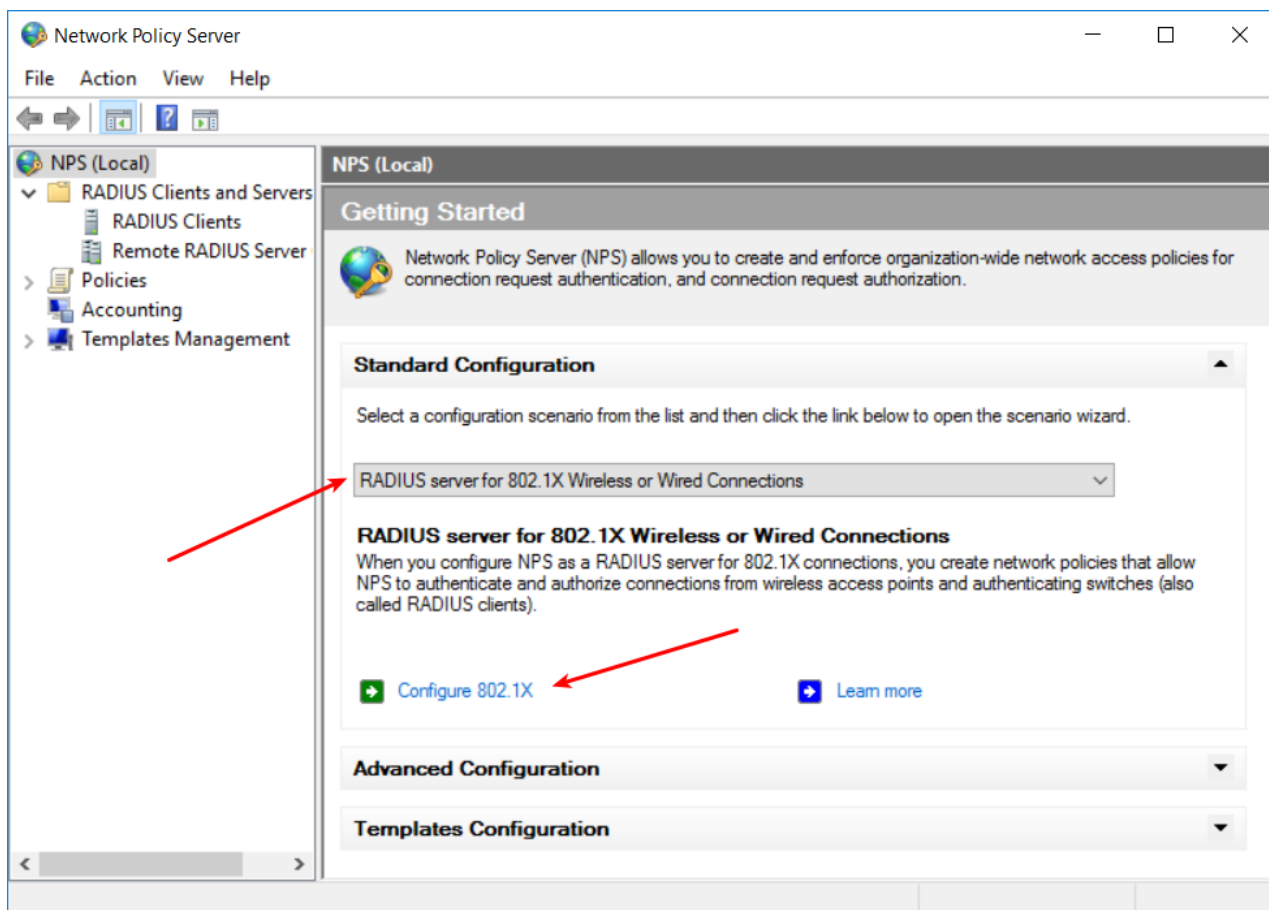 Network Policy Server
File Action View Help
NPS (Local)
RADIUS Clients and Servers
RADIUS Clients
Remote RADIUS Server
Policies
Accounting
Templates Management
NPS (Local)
Getting Started
Network Policy Server (NPS) allows you to create and enforce organization-wide network access policies for
connection request authentication, and connection request authorization.
Standard Configuration
Select a configuration scenario from the list and then click the link below to open the scenario wizard.
RADIUS server for 802.1X Wireless or Wired Connections
RADIUS server for 802.1X Wireless or Wired Connections
When you configure NPS as a RADIUS server for 802.1X connections, you create network policies that allow
NPS to authenticate and authorize connections from wireless access points and authenticating switches (also
called RADIUS clients).
Configure 802.1X
Learn more
Advanced Configuration
Templates Configuration